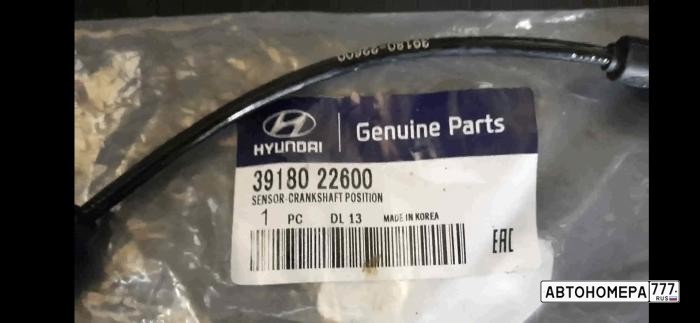 39180-22600
HYUNDAI
Genuine Parts
39180 22600
SENSOR-CRANKSHAFT POSITION
1 PC DL 13 MADE IN KOREA
EAC
АВТОНОМЕРА 777.
RUS